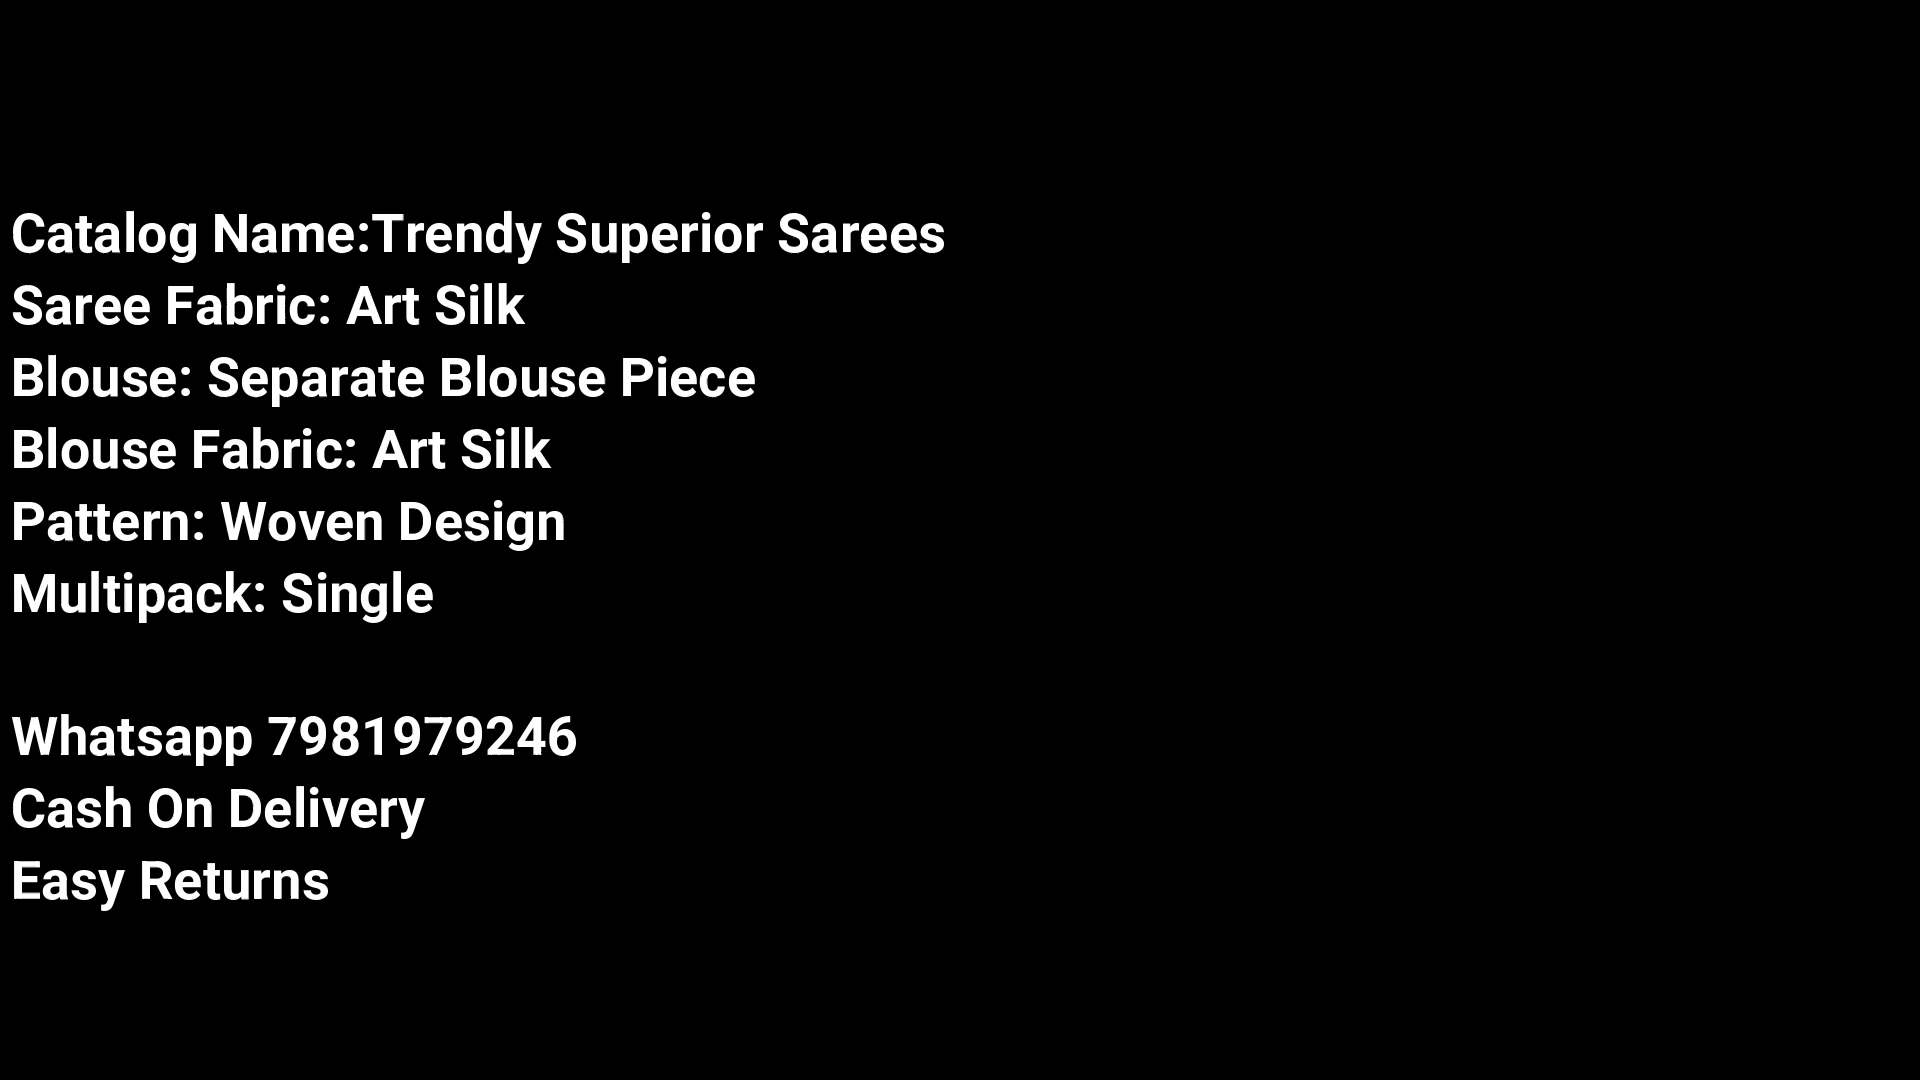 Catalog Name:Trendy Superior Sarees
Saree Fabric: Art Silk
Blouse: Separate Blouse Piece
Blouse Fabric: Art Silk
Pattern: Woven Design
Multipack: Single
Whatsapp 7981979246
Cash On Delivery
Easy Returns